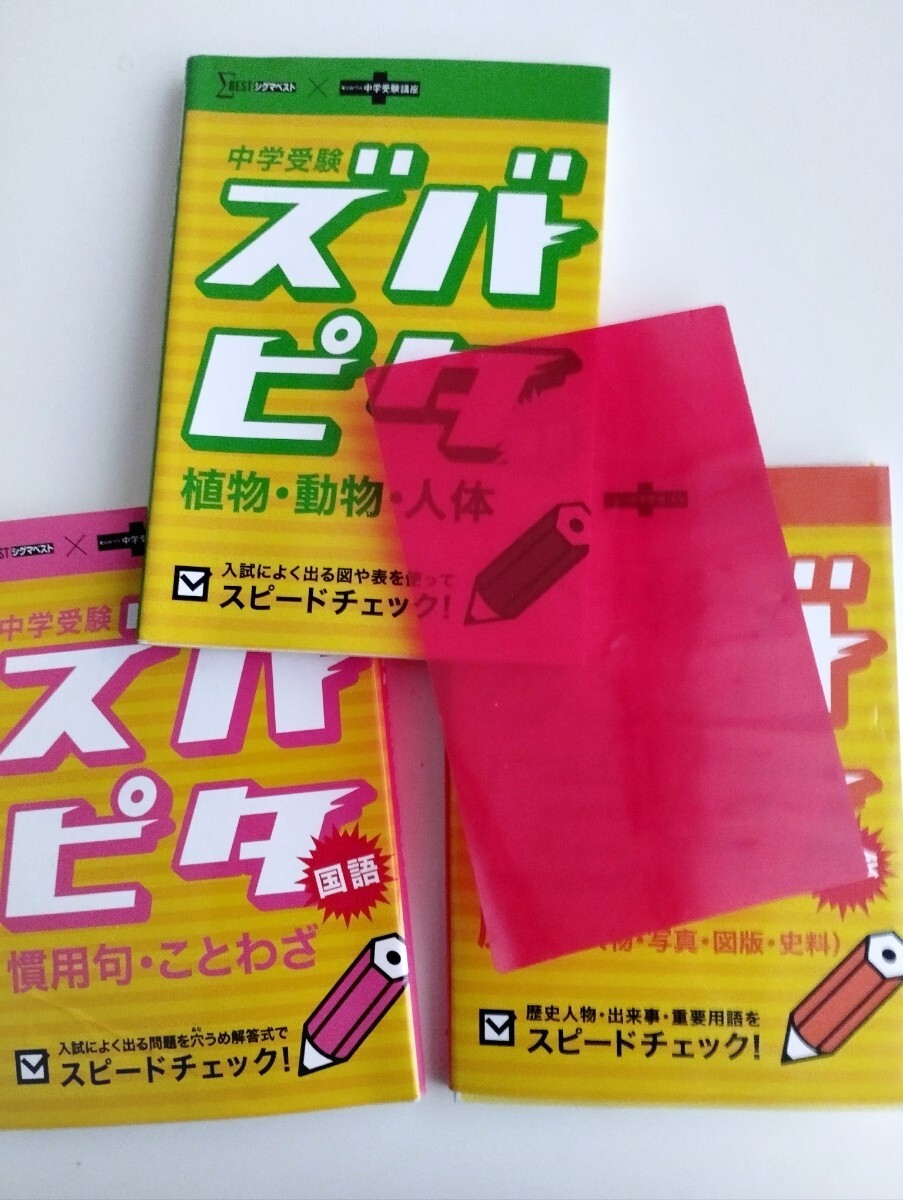 ΣBEST シグマベスト × 中学受験講座
中学受験
ズバ
ピタ
植物・動物・人体
入試によく出る図や表を使って
スピードチェック!
EST シグマベスト ×
中学受験
ズバ
ピタ
国語
慣用句・ことわざ
入試によく出る問題を穴うめ解答式で
スピードチェック!
物・写真・図版・史料)
歴史人物・出来事・重要用語を
スピードチェック!